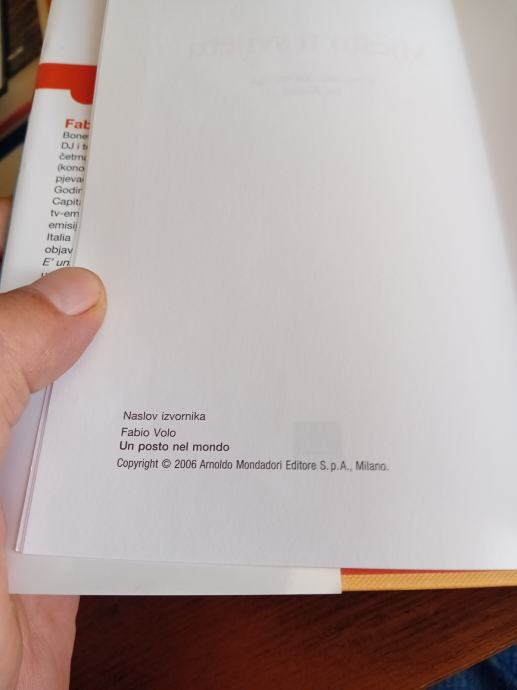 Fab
Bone
DJ i t
četrn
(kono
pjeva
Godin
Capit
tv-em
emisij
Italia
objav
E' un
Naslov izvornika
Fabio Volo
Un posto nel mondo
Copyright © 2006 Arnoldo Mondadori Editore S.p.A., Milano.